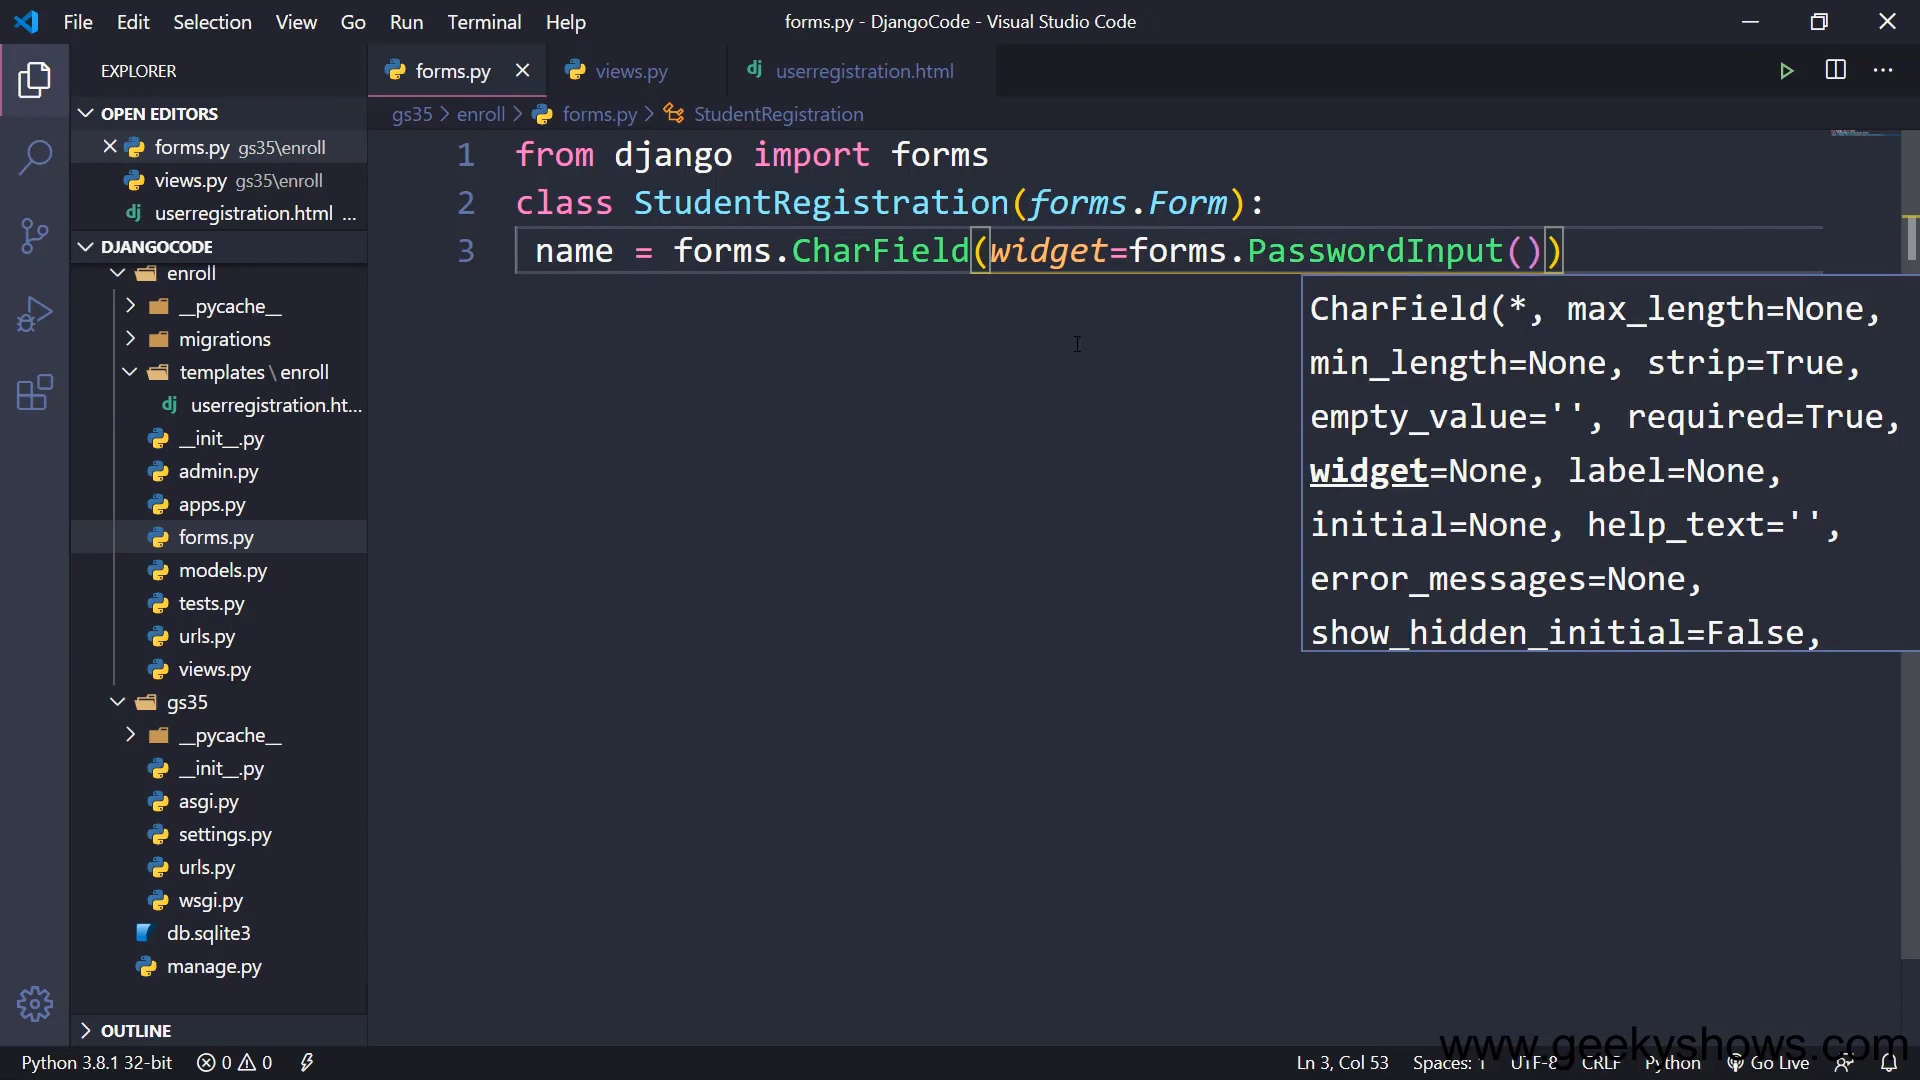 File Edit Selection View Go Run Terminal Help
forms.py - DjangoCode - Visual Studio Code
EXPLORER
OPEN EDITORS
forms.py gs35\enroll
views.py gs35\enroll
userregistration.html ...
DJANGOCODE
enroll
__pycache__
migrations
templates \ enroll
userregistration.ht...
__init__.py
admin.py
apps.py
forms.py
models.py
tests.py
urls.py
views.py
gs35
__pycache__
__init__.py
asgi.py
settings.py
urls.py
wsgi.py
db.sqlite3
manage.py
OUTLINE
forms.py views.py userregistration.html
gs35 > enroll > forms.py > StudentRegistration
1 from django import forms
2 class StudentRegistration(forms.Form):
3 name = forms.CharField(widget=forms.PasswordInput())
CharField(*, max_length=None,
min_length=None, strip=True,
empty_value='', required=True,
widget=None, label=None,
initial=None, help_text='',
error_messages=None,
show_hidden_initial=False,
www.geekyshows.com
Python 3.8.1 32-bit 0 0 Ln 3, Col 53 Spaces: 1 UTF-8 CRLF Python Go Live